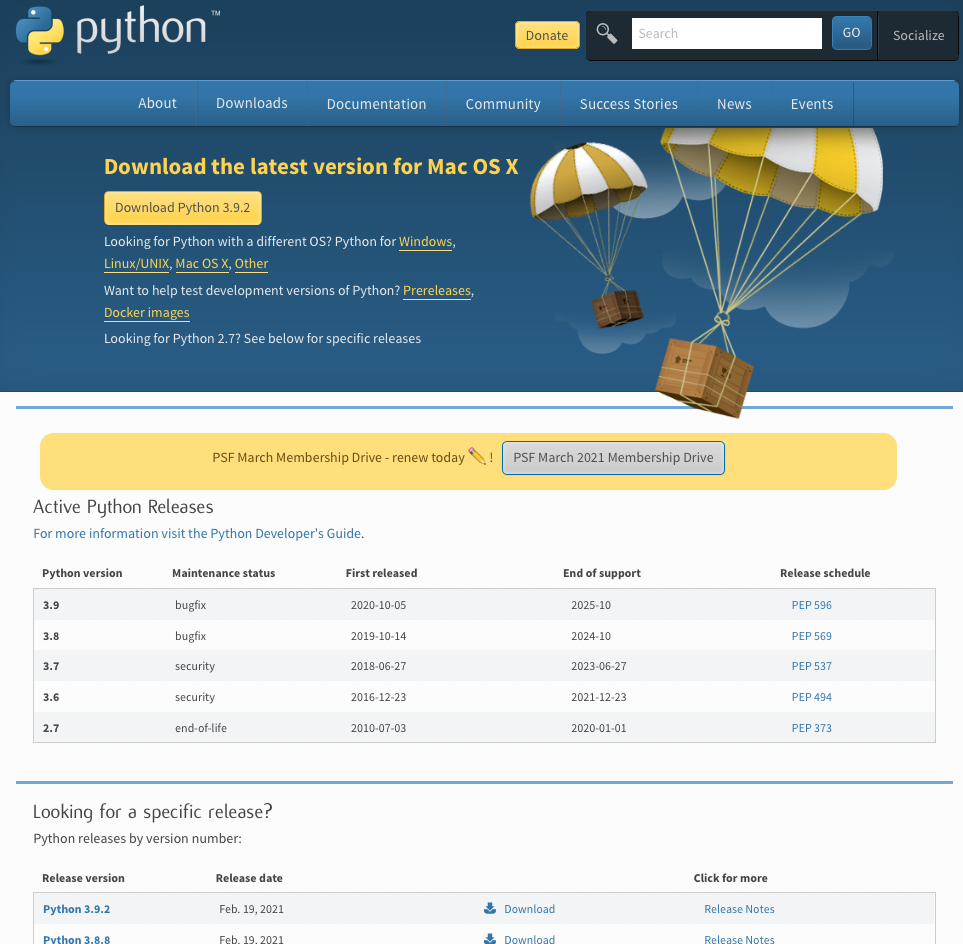 python™
Donate
Search
GO
Socialize
About Downloads Documentation Community Success Stories News Events
Download the latest version for Mac OS X
Download Python 3.9.2
Looking for Python with a different OS? Python for Windows,
Linux/UNIX, Mac OS X, Other
Want to help test development versions of Python? Prereleases,
Docker images
Looking for Python 2.7? See below for specific releases
PSF March Membership Drive - renew today ✏️ ! PSF March 2021 Membership Drive
Active Python Releases
For more information visit the Python Developer's Guide.
Python version Maintenance status First released End of support Release schedule
3.9 bugfix 2020-10-05 2025-10 PEP 596
3.8 bugfix 2019-10-14 2024-10 PEP 569
3.7 security 2018-06-27 2023-06-27 PEP 537
3.6 security 2016-12-23 2021-12-23 PEP 494
2.7 end-of-life 2010-07-03 2020-01-01 PEP 373
Looking for a specific release?
Python releases by version number:
Release version Release date Click for more
Python 3.9.2 Feb. 19, 2021 Download Release Notes
Python 3.8.8 Feb. 19, 2021 Download Release Notes